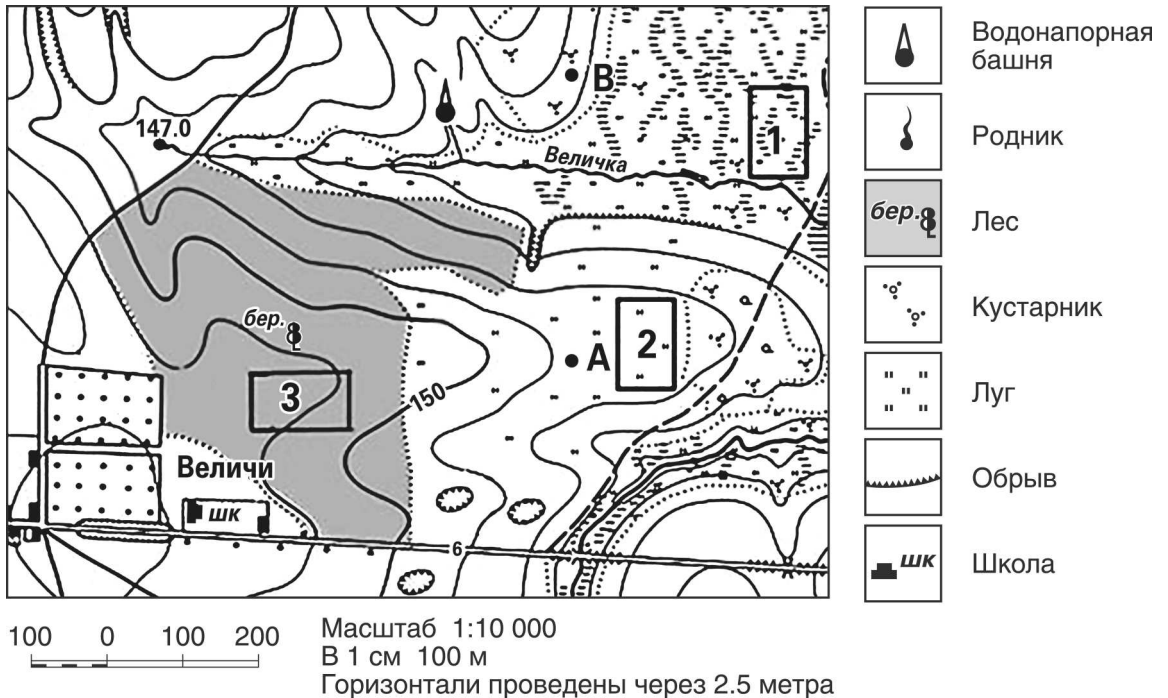 В
147.0
1
Величка
бер.
3
А
2
150
Величи
шк
6
Водонапорная
башня
Родник
бер.
Лес
Кустарник
Луг
Обрыв
шк
Школа
100 0 100 200
Масштаб 1:10 000
В 1 см 100 м
Горизонтали проведены через 2.5 метра